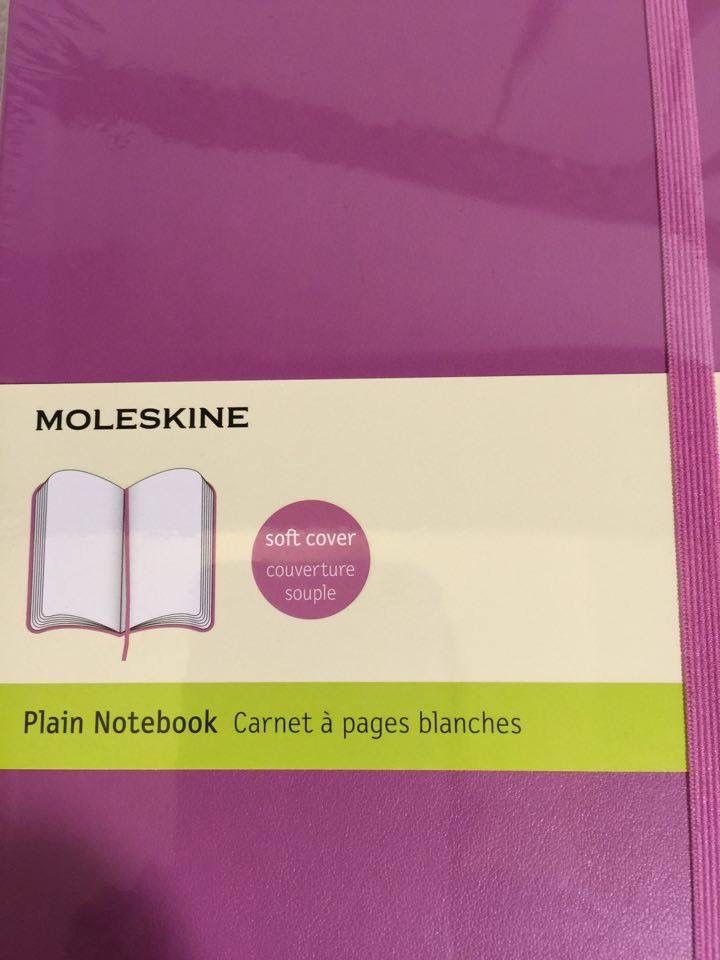 MOLESKINE
soft cover
couverture
souple
Plain Notebook Carnet à pages blanches